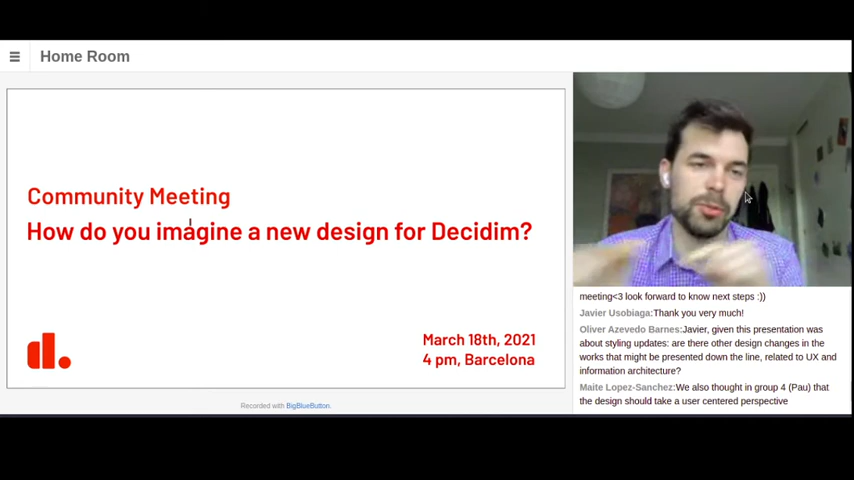 Home Room
Community Meeting
How do you imagine a new design for Decidim?
dl.
March 18th, 2021
4 pm, Barcelona
Recorded with BigBlueButton.
meeting<3 look forward to know next steps :))
Javier Usobiaga:Thank you very much!
Oliver Azevedo Barnes:Javier, given this presentation was
about styling updates: are there other design changes in the
works that might be presented down the line, related to UX and
information architecture?
Maite Lopez-Sanchez:We also thought in group 4 (Pau) that
the design should take a user centered perspective